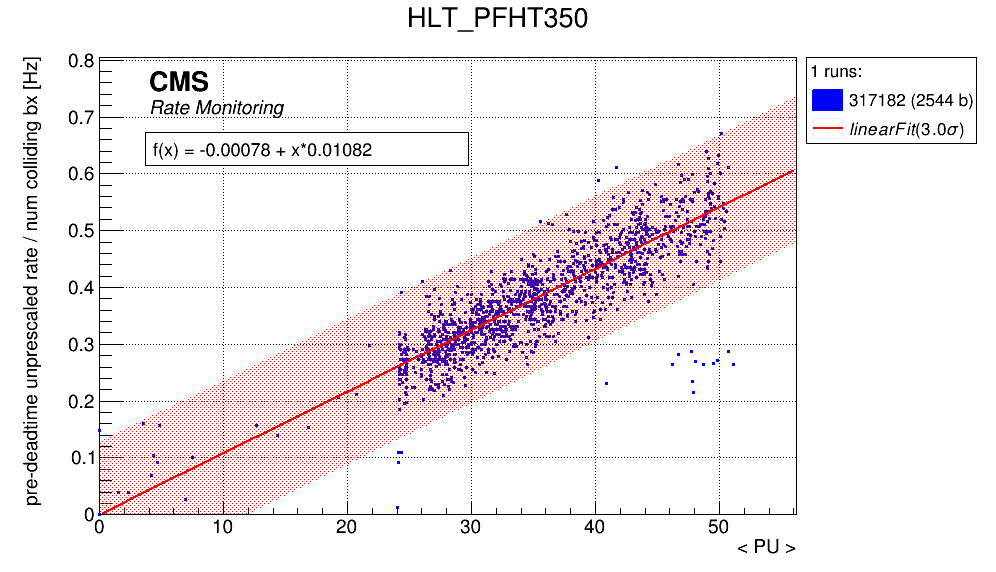 HLT_PFHT350
pre-deadtime unprescaled rate / num colliding bx [Hz]
0.8
0.7
0.6
0.5
0.4
0.3
0.2
0.1
0
CMS
Rate Monitoring
f(x) = -0.00078 + x*0.01082
0 10 20 30 40 50
< PU >
1 runs:
317182 (2544 b)
linearFit(3.0σ)